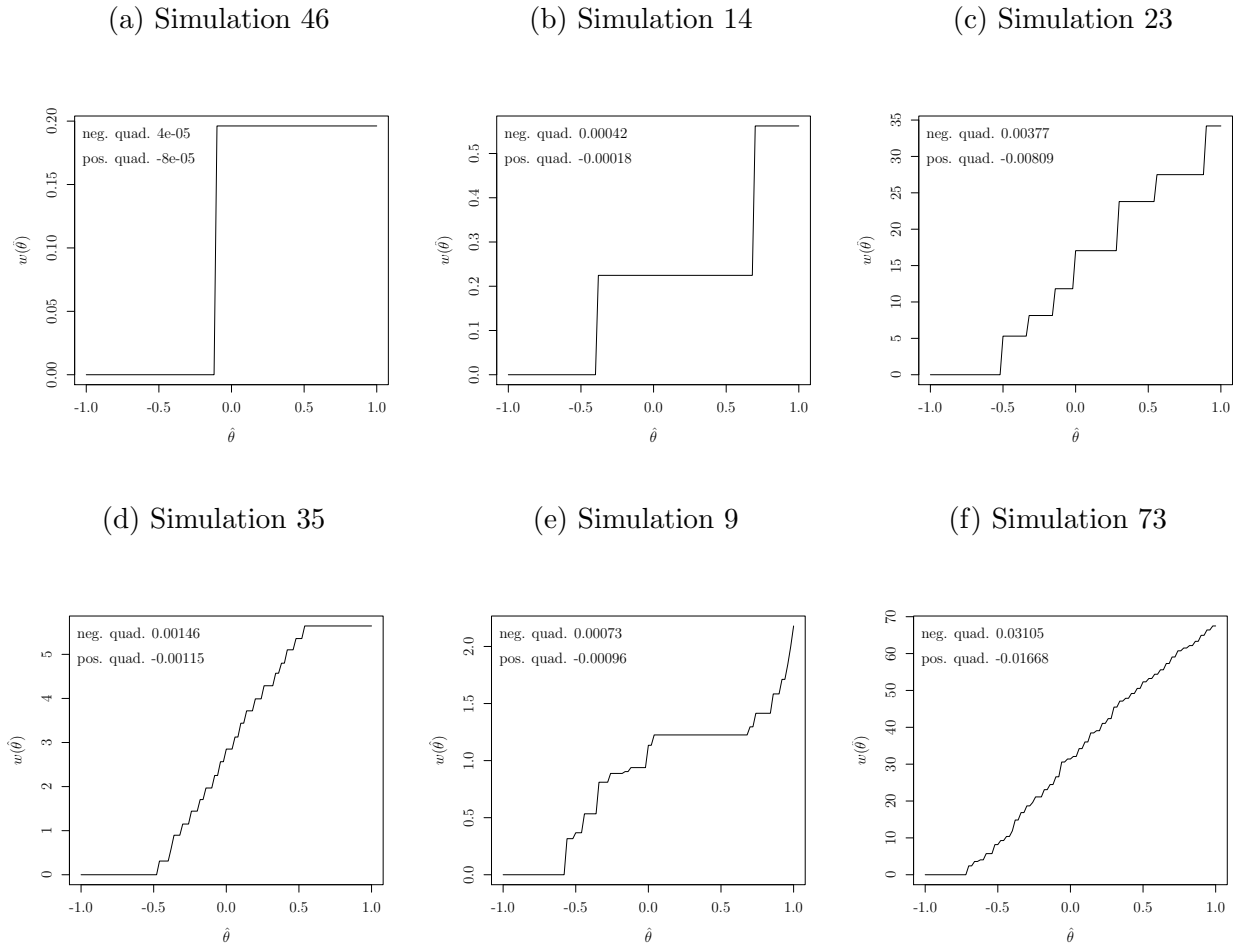 (a) Simulation 46
neg. quad. 4e-05
pos. quad. -8e-05
0.00 0.05 0.10 0.15 0.20
w(θ̂)
-1.0 -0.5 0.0 0.5 1.0
θ̂
(b) Simulation 14
neg. quad. 0.00042
pos. quad. -0.00018
0.0 0.1 0.2 0.3 0.4 0.5
w(θ̂)
-1.0 -0.5 0.0 0.5 1.0
θ̂
(c) Simulation 23
neg. quad. 0.00377
pos. quad. -0.00809
0 5 10 15 20 25 30 35
w(θ̂)
-1.0 -0.5 0.0 0.5 1.0
θ̂
(d) Simulation 35
neg. quad. 0.00146
pos. quad. -0.00115
0 1 2 3 4 5
w(θ̂)
-1.0 -0.5 0.0 0.5 1.0
θ̂
(e) Simulation 9
neg. quad. 0.00073
pos. quad. -0.00096
0.0 0.5 1.0 1.5 2.0
w(θ̂)
-1.0 -0.5 0.0 0.5 1.0
θ̂
(f) Simulation 73
neg. quad. 0.03105
pos. quad. -0.01668
0 10 20 30 40 50 60 70
w(θ̂)
-1.0 -0.5 0.0 0.5 1.0
θ̂